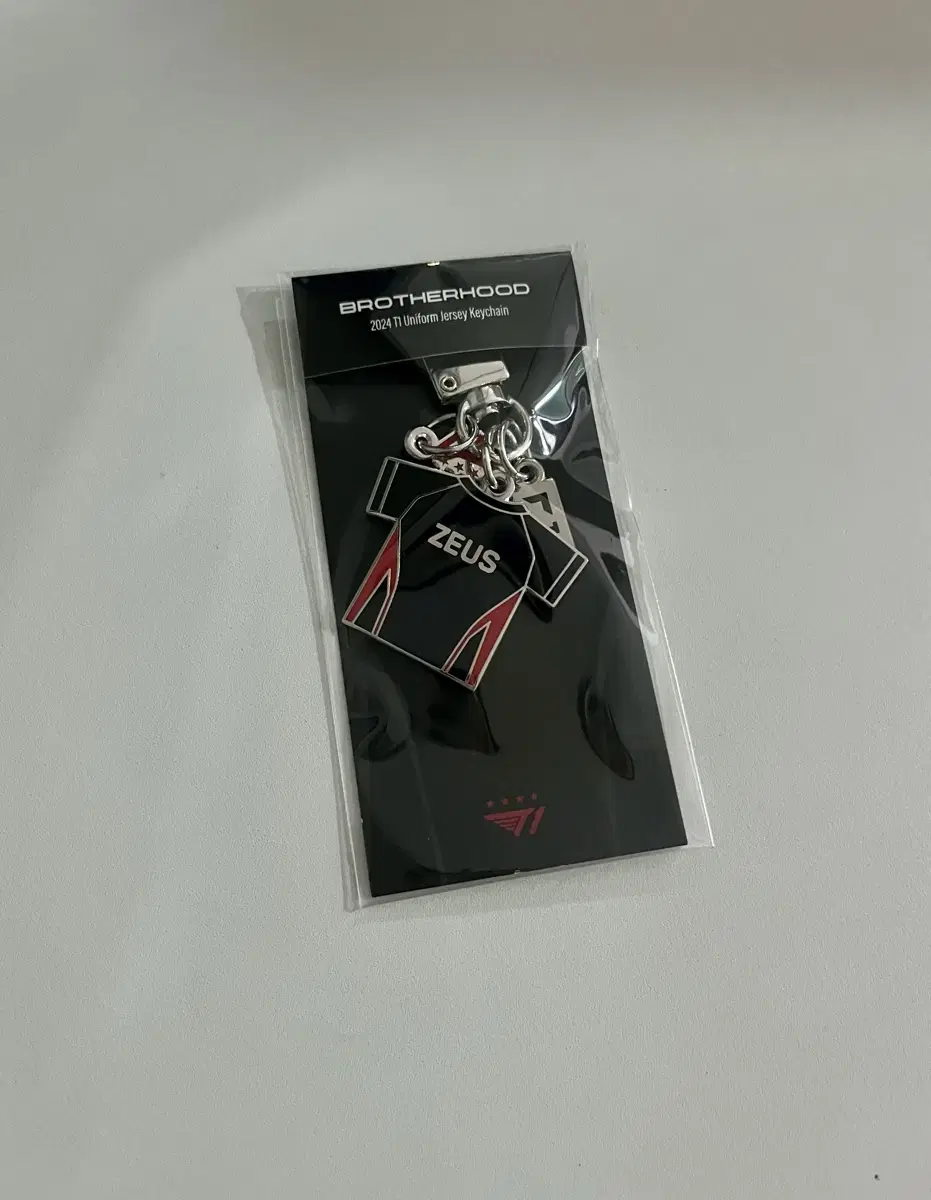 BROTHERHOOD
2024 T1 Uniform Jersey Keychain
ZEUS
T1